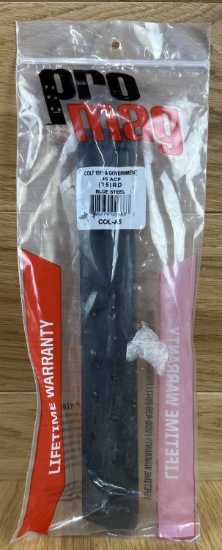 pro
mag
COLT 1911 & GOVERNMENT
.45 ACP
(15) RD
BLUE STEEL
COL-A5
LIFETIME WARRANTY
LIFETIME WARRANTY